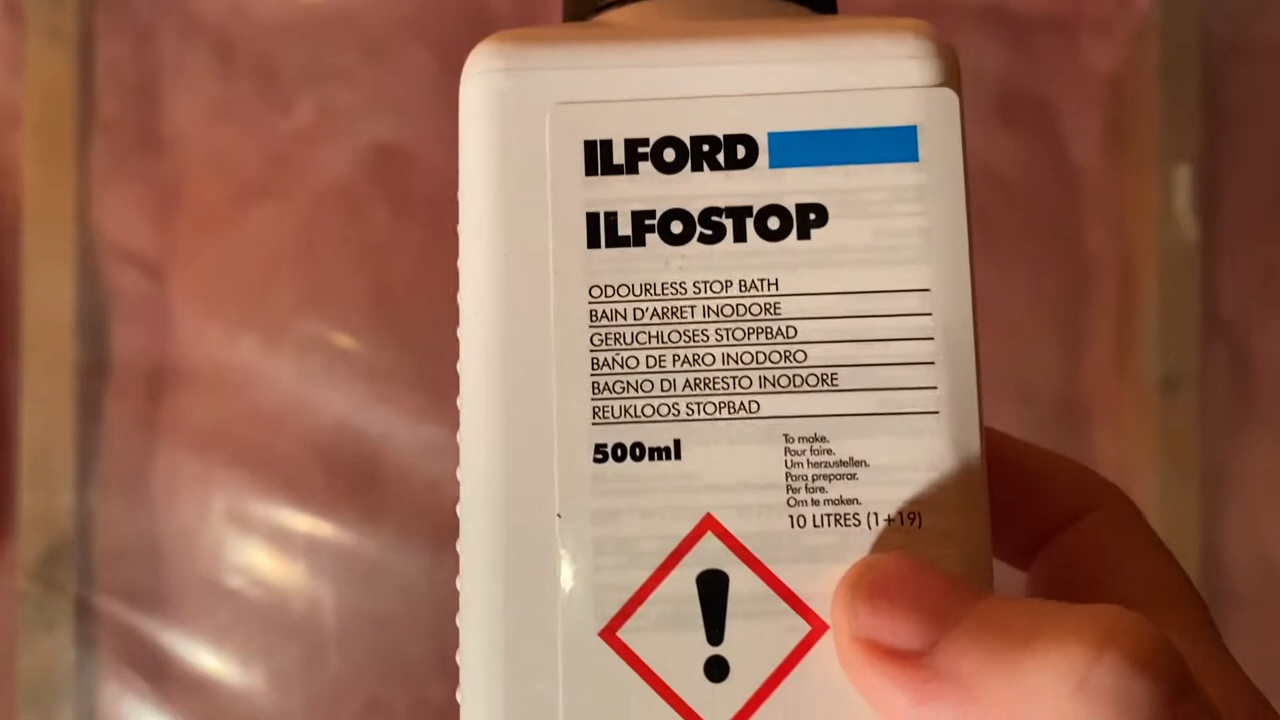 ILFORD
ILFOSTOP
ODOURLESS STOP BATH
BAIN D'ARRET INODORE
GERUCHLOSES STOPPBAD
BAÑO DE PARO INODORO
BAGNO DI ARRESTO INODORE
REUKLOOS STOPBAD
500ml
To make.
Pour faire.
Um herzustellen.
Para preparar.
Per fare.
Om te maken.
10 LITRES (1+19)